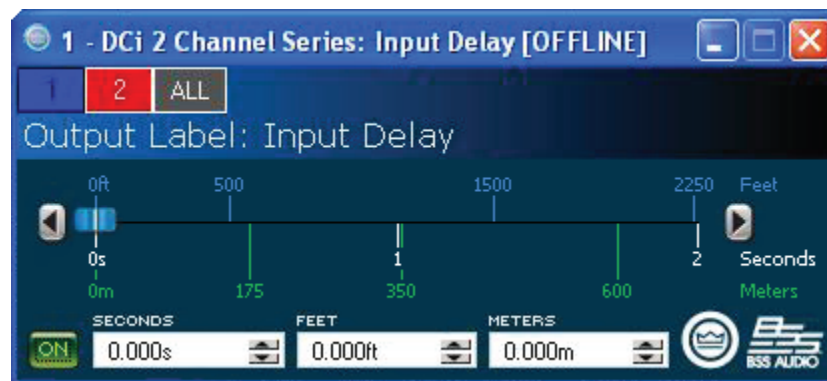 1 - DCi 2 Channel Series: Input Delay [OFFLINE]
1 2 ALL
Output Label: Input Delay
0ft 500 1500 2250 Feet
0s 1 2 Seconds
0m 175 350 600 Meters
SECONDS FEET METERS
ON 0.000s 0.000ft 0.000m
BSS AUDIO